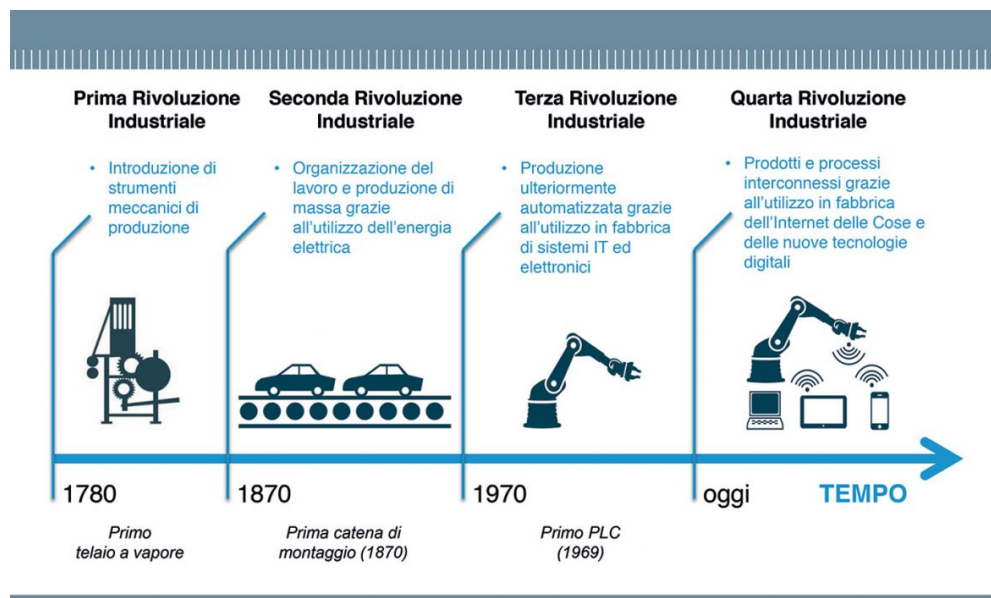 Prima Rivoluzione
Industriale
• Introduzione di
strumenti
meccanici di
produzione
Seconda Rivoluzione
Industriale
• Organizzazione del
lavoro e produzione di
massa grazie
all'utilizzo dell'energia
elettrica
Terza Rivoluzione
Industriale
• Produzione
ulteriormente
automatizzata grazie
all'utilizzo in fabbrica
di sistemi IT ed
elettronici
Quarta Rivoluzione
Industriale
• Prodotti e processi
interconnessi grazie
all'utilizzo in fabbrica
dell'Internet delle Cose e
delle nuove tecnologie
digitali
1780
1870
1970
oggi
TEMPO
Primo
telaio a vapore
Prima catena di
montaggio (1870)
Primo PLC
(1969)